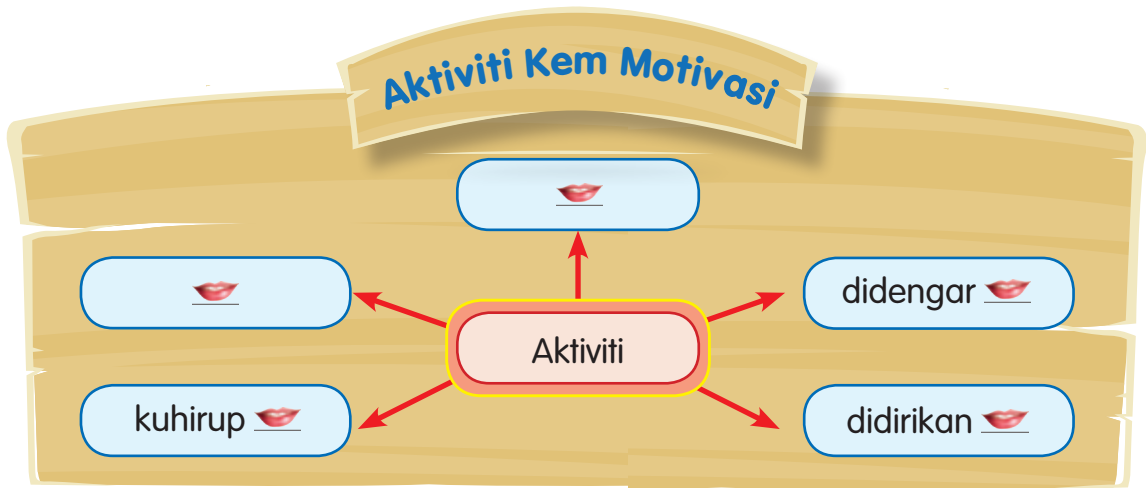 Aktiviti Kem Motivasi
didengar
Aktiviti
kuhirup
didirikan